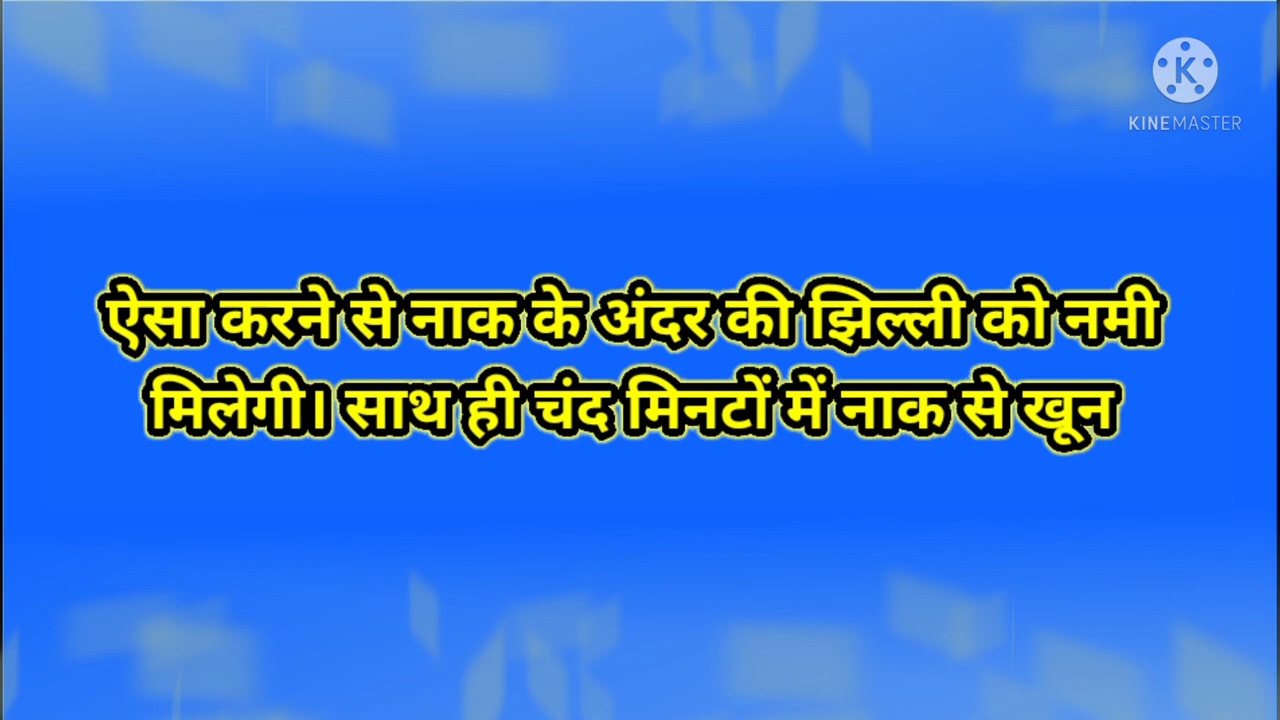 KINEMASTER
ऐसा करने से नाक के अंदर की झिल्ली को नमी
मिलेगी। साथ ही चंद मिनटों में नाक से खून